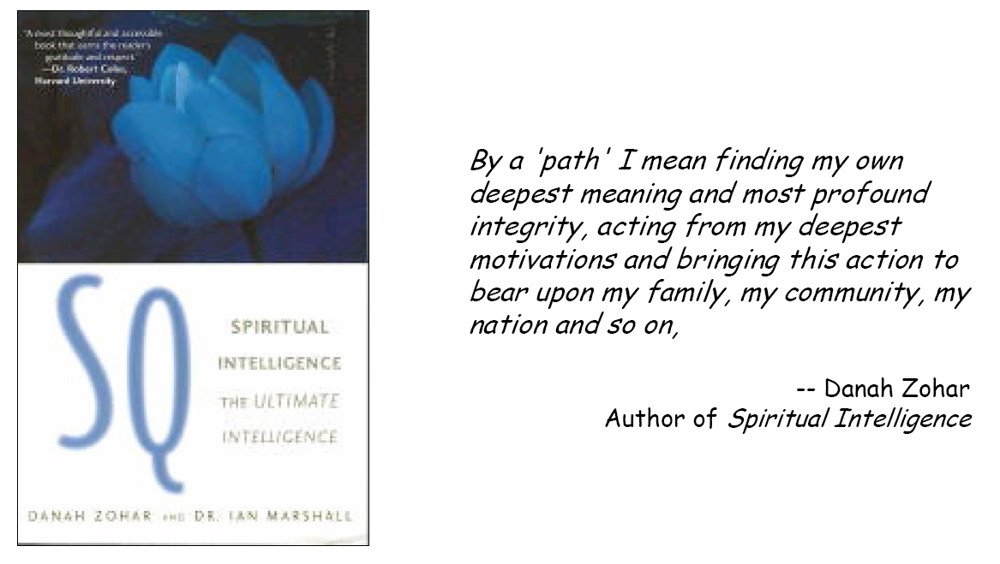 "A most thoughtful and accessible
book that earns the reader's
gratitude and respect."
—Dr. Robert Coles,
Harvard University
SQ
SPIRITUAL
INTELLIGENCE
THE ULTIMATE
INTELLIGENCE
DANAH ZOHAR AND DR. IAN MARSHALL
By a 'path' I mean finding my own
deepest meaning and most profound
integrity, acting from my deepest
motivations and bringing this action to
bear upon my family, my community, my
nation and so on,
-- Danah Zohar
Author of Spiritual Intelligence